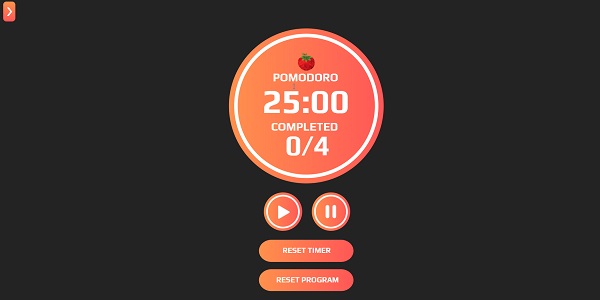 POMODORO
25:00
COMPLETED
0/4
RESET TIMER
RESET PROGRAM